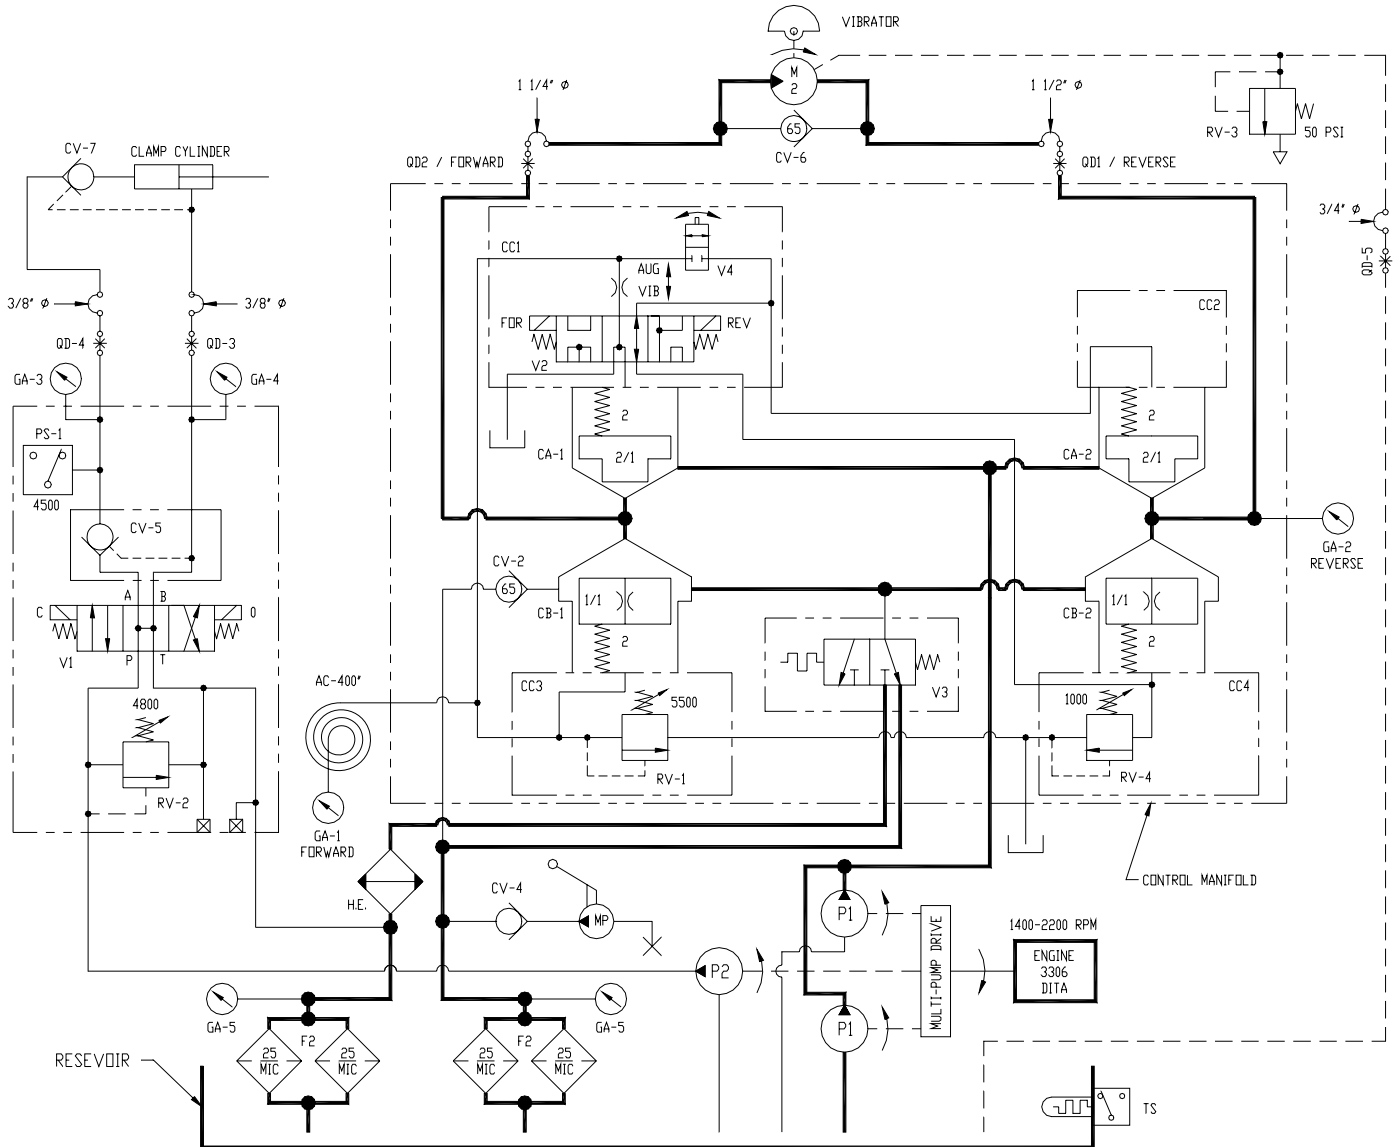 VIBRATOR
M
2
1 1/4" Ø
1 1/2" Ø
65
CV-6
RV-3
50 PSI
CV-7
CLAMP CYLINDER
QD2 / FORWARD
QD1 / REVERSE
3/4" Ø
QD-5
CC1
AUG
V4
VIB
CC2
3/8" Ø
3/8" Ø
FOR
REV
QD-4
QD-3
V2
GA-3
GA-4
2
2
PS-1
CA-1
2/1
CA-2
2/1
4500
CV-5
GA-2
REVERSE
CV-2
65
A
B
1/1
1/1
C
O
CB-1
CB-2
V1
P
T
2
2
AC-400"
CC3
V3
CC4
4800
5500
1000
RV-2
RV-1
RV-4
GA-1
FORWARD
H.E.
CV-4
MP
P1
CONTROL MANIFOLD
MULTI-PUMP DRIVE
1400-2200 RPM
ENGINE
3306
DITA
P2
GA-5
F2
F2
GA-5
P1
25
MIC
25
MIC
25
MIC
25
MIC
RESEVOIR
TS